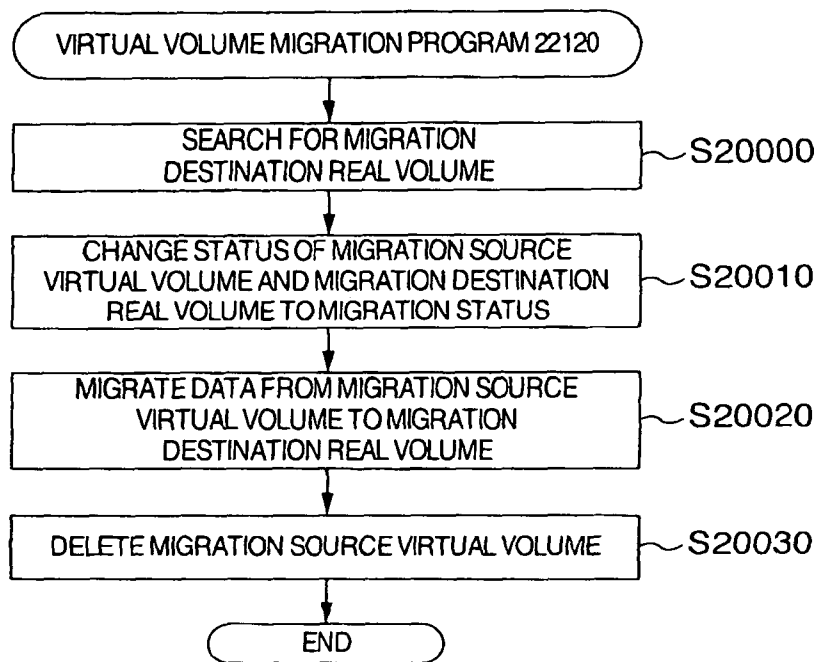 VIRTUAL VOLUME MIGRATION PROGRAM 22120
SEARCH FOR MIGRATION
DESTINATION REAL VOLUME
S20000
CHANGE STATUS OF MIGRATION SOURCE
VIRTUAL VOLUME AND MIGRATION DESTINATION
REAL VOLUME TO MIGRATION STATUS
S20010
MIGRATE DATA FROM MIGRATION SOURCE
VIRTUAL VOLUME TO MIGRATION
DESTINATION REAL VOLUME
S20020
DELETE MIGRATION SOURCE VIRTUAL VOLUME
S20030
END